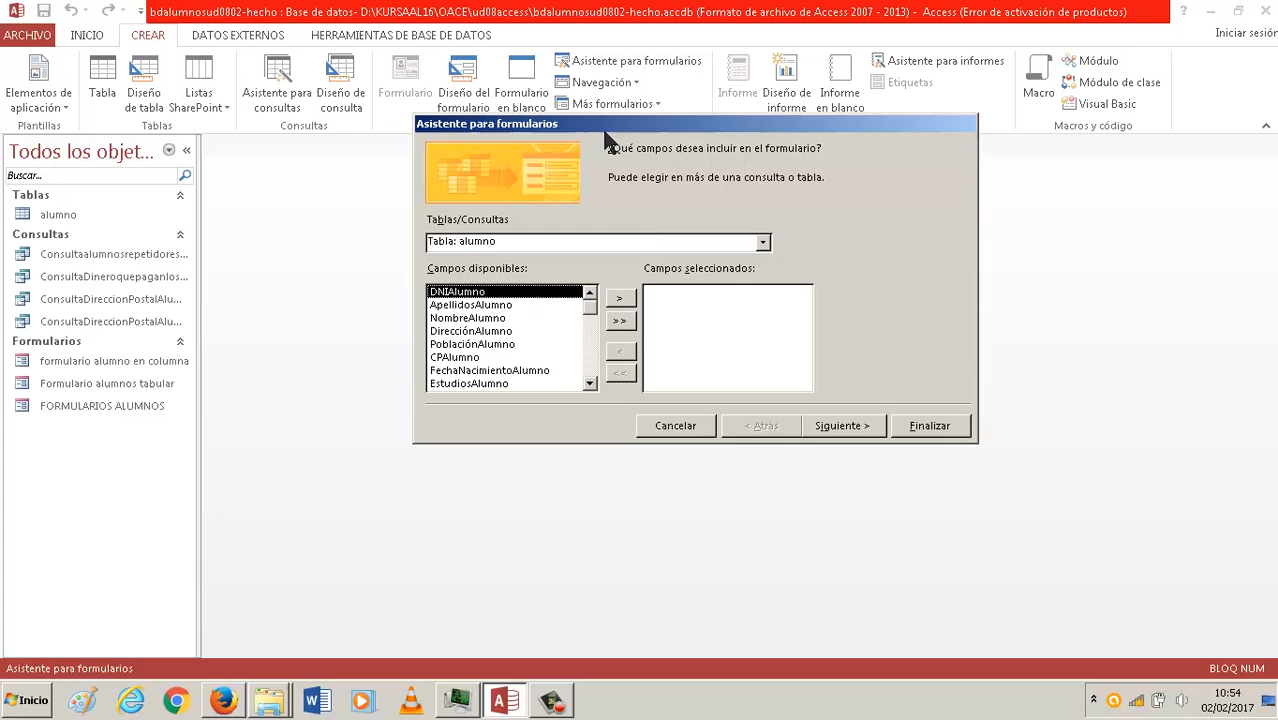 bdalumnosud0802-hecho : Base de datos- D:\KURSAAL16\OACE\ud08access\bdalumnosud0802-hecho.accdb (Formato de archivo de Access 2007 - 2013) - Access (Error de activación de productos)
ARCHIVO INICIO CREAR DATOS EXTERNOS HERRAMIENTAS DE BASE DE DATOS Iniciar sesión
Elementos de aplicación
Plantillas
Tabla
Diseño de tabla
Listas SharePoint
Tablas
Asistente para consultas
Diseño de consulta
Consultas
Formulario
Diseño del formulario
Formulario en blanco
Asistente para formularios
Navegación
Más formularios
Informe
Diseño de informe
Informe en blanco
Asistente para informes
Etiquetas
Macro
Módulo
Módulo de clase
Visual Basic
Macros y código
Todos los objet...
Buscar...
Tablas
alumno
Consultas
Consultaalumnosrepetidores...
ConsultaDineroquepaganlos...
ConsultaDireccionPostalAlu...
ConsultaDireccionPostalAlu...
Formularios
formulario alumno en columna
Formulario alumnos tabular
FORMULARIOS ALUMNOS
Asistente para formularios
¿Qué campos desea incluir en el formulario?
Puede elegir en más de una consulta o tabla.
Tablas/Consultas
Tabla: alumno
Campos disponibles:
Campos seleccionados:
DNIAlumno
ApellidosAlumno
NombreAlumno
DirecciónAlumno
PoblaciónAlumno
CPAlumno
FechaNacimientoAlumno
EstudiosAlumno
>
>>
<
<<
Cancelar < Atrás Siguiente > Finalizar
Asistente para formularios BLOQ NUM
Inicio
10:54
02/02/2017